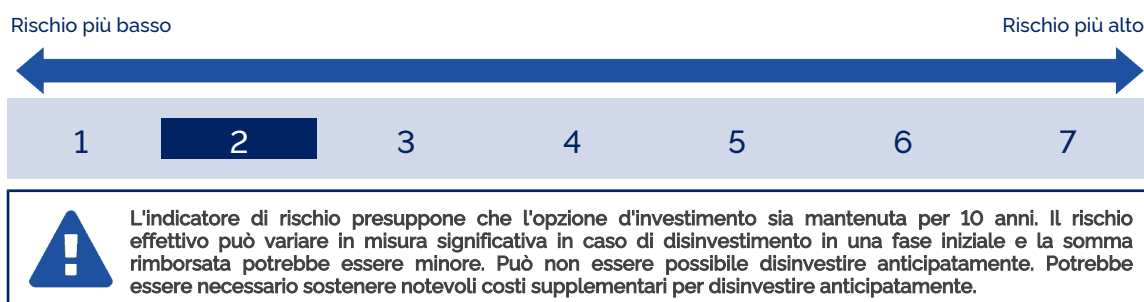 Rischio più basso Rischio più alto
1 2 3 4 5 6 7
L'indicatore di rischio presuppone che l'opzione d'investimento sia mantenuta per 10 anni. Il rischio
effettivo può variare in misura significativa in caso di disinvestimento in una fase iniziale e la somma
rimborsata potrebbe essere minore. Può non essere possibile disinvestire anticipatamente. Potrebbe
essere necessario sostenere notevoli costi supplementari per disinvestire anticipatamente.